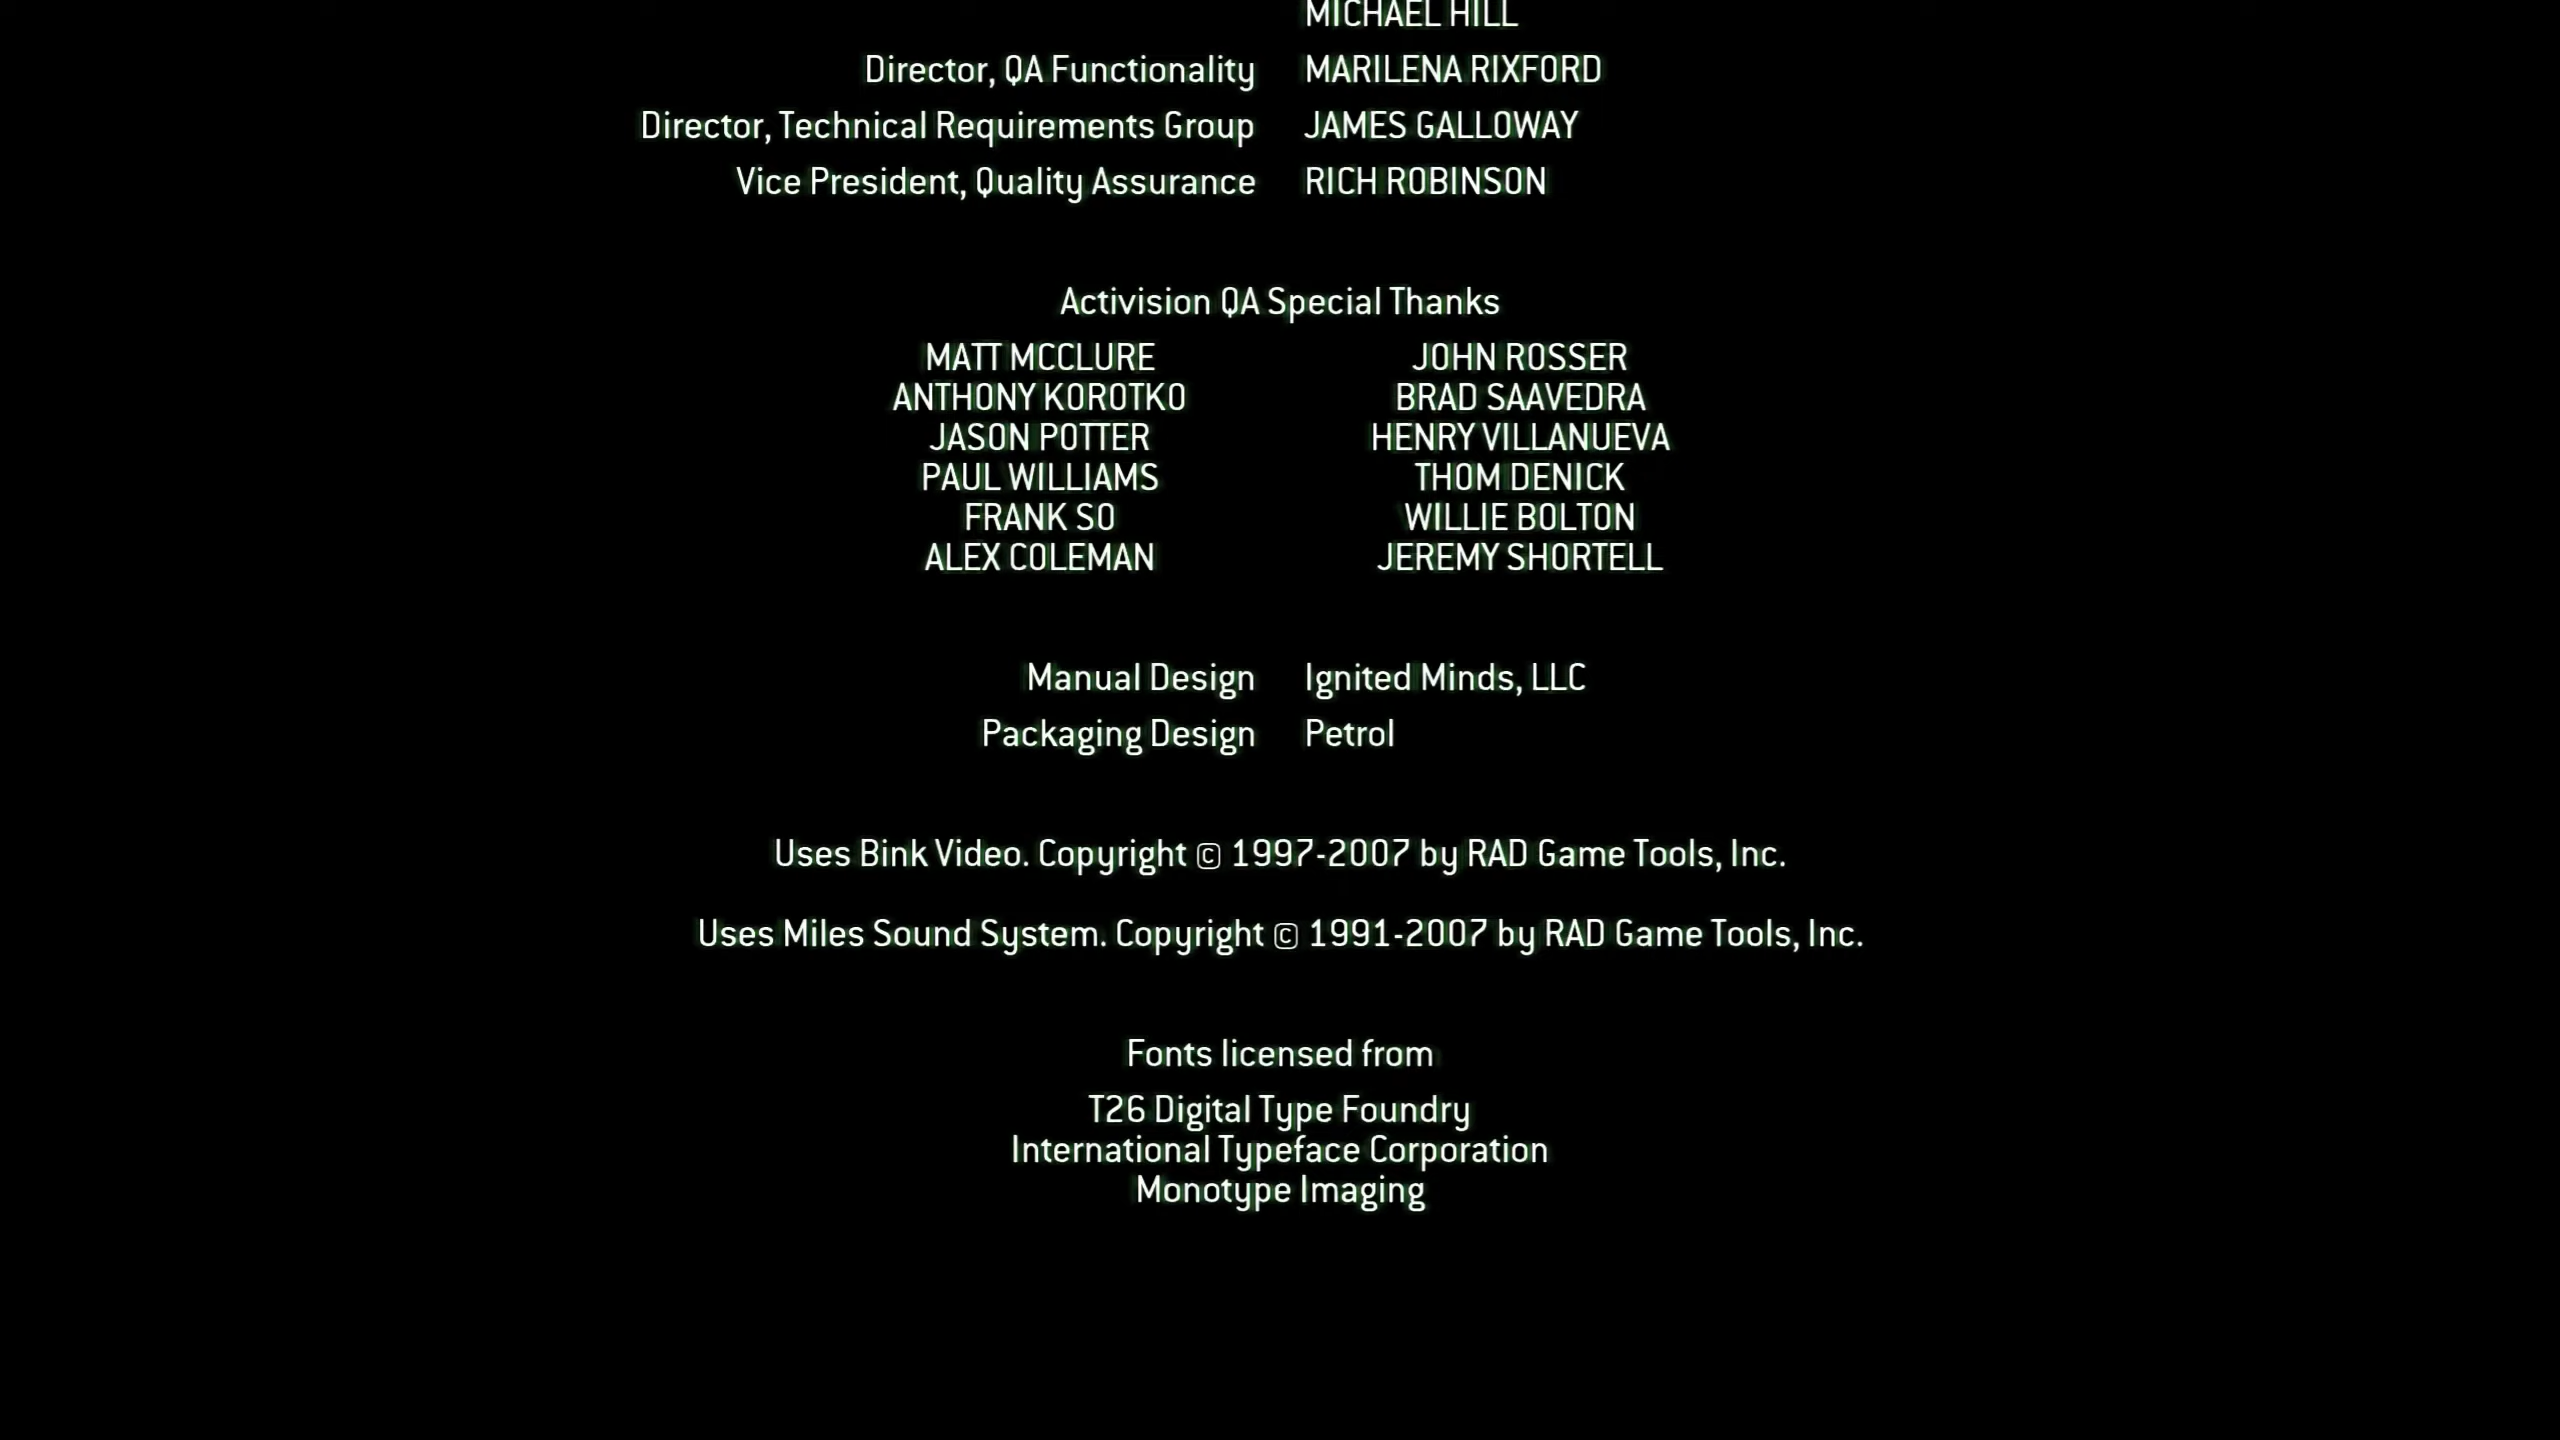 MICHAEL HILL
Director, QA Functionality MARILENA RIXFORD
Director, Technical Requirements Group JAMES GALLOWAY
Vice President, Quality Assurance RICH ROBINSON
Activision QA Special Thanks
MATT MCCLURE JOHN ROSSER
ANTHONY KOROTKO BRAD SAAVEDRA
JASON POTTER HENRY VILLANUEVA
PAUL WILLIAMS THOM DENICK
FRANK SO WILLIE BOLTON
ALEX COLEMAN JEREMY SHORTELL
Manual Design Ignited Minds, LLC
Packaging Design Petrol
Uses Bink Video. Copyright © 1997-2007 by RAD Game Tools, Inc.
Uses Miles Sound System. Copyright © 1991-2007 by RAD Game Tools, Inc.
Fonts licensed from
T26 Digital Type Foundry
International Typeface Corporation
Monotype Imaging